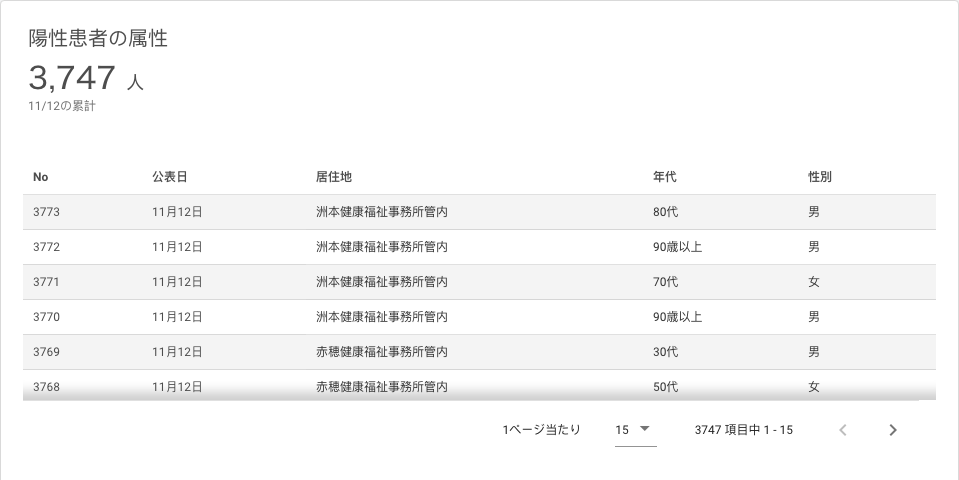 陽性患者の属性
3,747 人
11/12の累計
No 公表日 居住地 年代 性別
3773 11月12日 洲本健康福祉事務所管内 80代 男
3772 11月12日 洲本健康福祉事務所管内 90歳以上 男
3771 11月12日 洲本健康福祉事務所管内 70代 女
3770 11月12日 洲本健康福祉事務所管内 90歳以上 男
3769 11月12日 赤穂健康福祉事務所管内 30代 男
3768 11月12日 赤穂健康福祉事務所管内 50代 女
1ページ当たり 15 3747 項目中 1 - 15